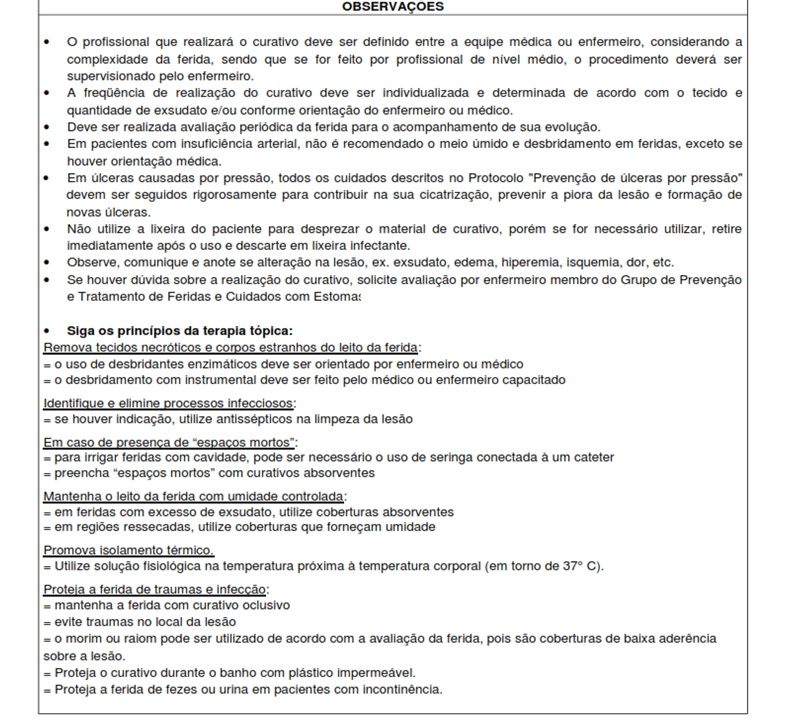 OBSERVAÇOES
• O profissional que realizará o curativo deve ser definido entre a equipe médica ou enfermeiro, considerando a
complexidade da ferida, sendo que se for feito por profissional de nível médio, o procedimento deverá ser
supervisionado pelo enfermeiro.
• A freqüência de realização do curativo deve ser individualizada e determinada de acordo com o tecido e
quantidade de exsudato e/ou conforme orientação do enfermeiro ou médico.
• Deve ser realizada avaliação periódica da ferida para o acompanhamento de sua evolução.
• Em pacientes com insuficiência arterial, não é recomendado o meio úmido e desbridamento em feridas, exceto se
houver orientação médica.
• Em úlceras causadas por pressão, todos os cuidados descritos no Protocolo "Prevenção de úlceras por pressão"
devem ser seguidos rigorosamente para contribuir na sua cicatrização, prevenir a piora da lesão e formação de
novas úlceras.
• Não utilize a lixeira do paciente para desprezar o material de curativo, porém se for necessário utilizar, retire
imediatamente após o uso e descarte em lixeira infectante.
• Observe, comunique e anote se alteração na lesão, ex. exsudato, edema, hiperemia, isquemia, dor, etc.
• Se houver dúvida sobre a realização do curativo, solicite avaliação por enfermeiro membro do Grupo de Prevenção
e Tratamento de Feridas e Cuidados com
• Siga os princípios da terapia tópica:
Remova tecidos necróticos e corpos estranhos do leito da ferida:
= o uso de desbridantes enzimáticos deve ser orientado por enfermeiro ou médico
= o desbridamento com instrumental deve ser feito pelo médico ou enfermeiro capacitado
Identifique e elimine processos infecciosos:
= se houver indicação, utilize antissépticos na limpeza da lesão
Em caso de presença de “espaços mortos”:
= para irrigar feridas com cavidade, pode ser necessário o uso de seringa conectada à um cateter
= preencha “espaços mortos” com curativos absorventes
Mantenha o leito da ferida com umidade controlada:
= em feridas com excesso de exsudato, utilize coberturas absorventes
= em regiões ressecadas, utilize coberturas que forneçam umidade
Promova isolamento térmico.
= Utilize solução fisiológica na temperatura próxima à temperatura corporal (em torno de 37° C).
Proteja a ferida de traumas e infecção:
= mantenha a ferida com curativo oclusivo
= evite traumas no local da lesão
= o morim ou raiom pode ser utilizado de acordo com a avaliação da ferida, pois são coberturas de baixa aderência
sobre a lesão.
= Proteja o curativo durante o banho com plástico impermeável.
= Proteja a ferida de fezes ou urina em pacientes com incontinência.